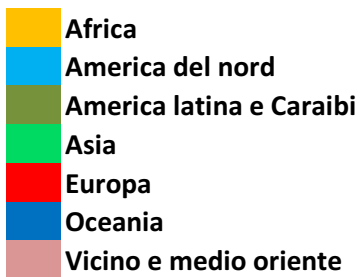 Africa
America del nord
America latina e Caraibi
Asia
Europa
Oceania
Vicino e medio oriente